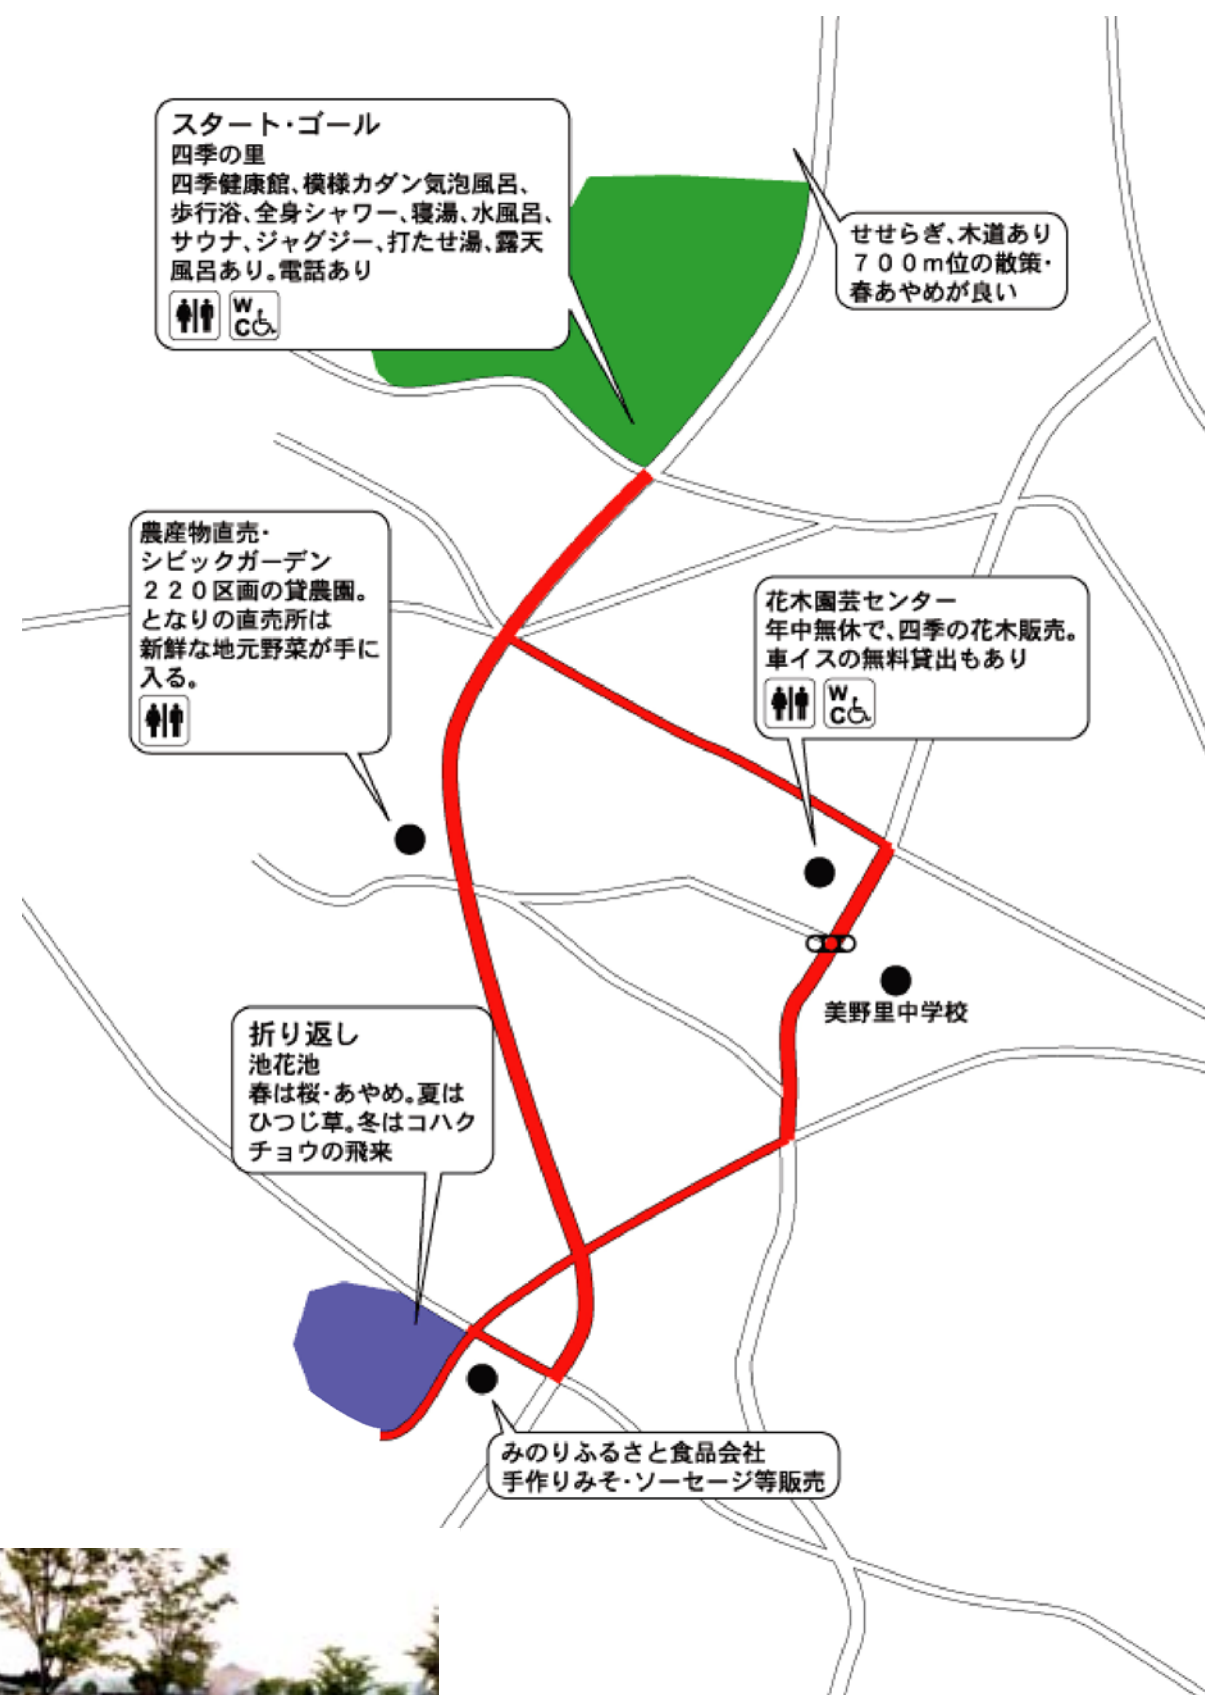 スタート・ゴール
四季の里
四季健康館、模様カダン気泡風呂、
歩行浴、全身シャワー、寝湯、水風呂、
サウナ、ジャグジー、打たせ湯、露天
風呂あり。電話あり
WC
せせらぎ、木道あり
７００ｍ位の散策・
春あやめが良い
農産物直売・
シビックガーデン
２２０区画の貸農園。
となりの直売所は
新鮮な地元野菜が手に
入る。
花木園芸センター
年中無休で、四季の花木販売。
車イスの無料貸出もあり
WC
美野里中学校
折り返し
池花池
春は桜・あやめ。夏は
ひつじ草。冬はコハク
チョウの飛来
みのりふるさと食品会社
手作りみそ・ソーセージ等販売